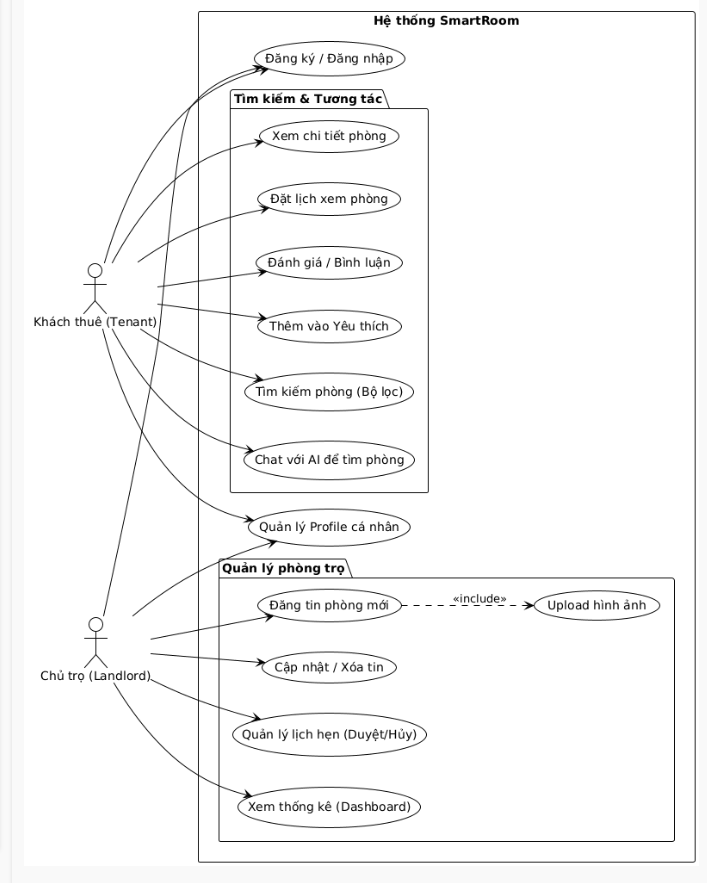 Hệ thống SmartRoom
Đăng ký / Đăng nhập
Tìm kiếm & Tương tác
Xem chi tiết phòng
Đặt lịch xem phòng
Đánh giá / Bình luận
Khách thuê (Tenant)
Thêm vào Yêu thích
Tìm kiếm phòng (Bộ lọc)
Chat với AI để tìm phòng
Quản lý Profile cá nhân
Quản lý phòng trọ
Đăng tin phòng mới
«include»
Upload hình ảnh
Cập nhật / Xóa tin
Chủ trọ (Landlord)
Quản lý lịch hẹn (Duyệt/Hủy)
Xem thống kê (Dashboard)